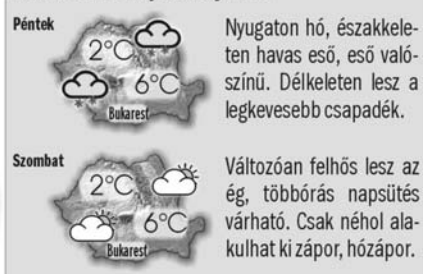 Péntek
2°C
6°C
Bukarest
Nyugaton hó, északkele-
ten havas eső, eső való-
színű. Délkeleten lesz a
legkevesebb csapadék.
Szombat
2°C
6°C
Bukarest
Változóan felhős lesz az
ég, többórás napsütés
várható. Csak néhol ala-
kulhat ki zápor, hózápor.